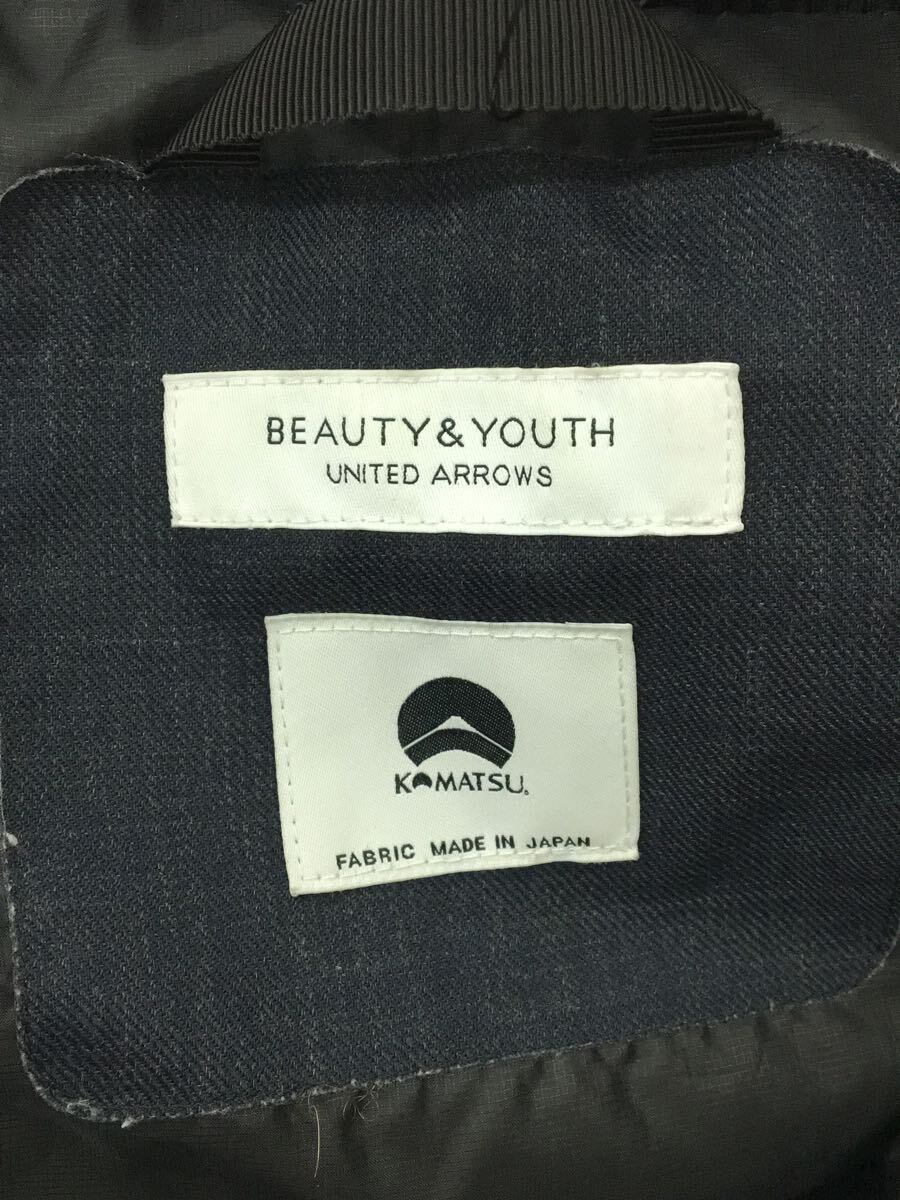 BEAUTY&YOUTH
UNITED ARROWS
KOMATSU.
FABRIC MADE IN JAPAN